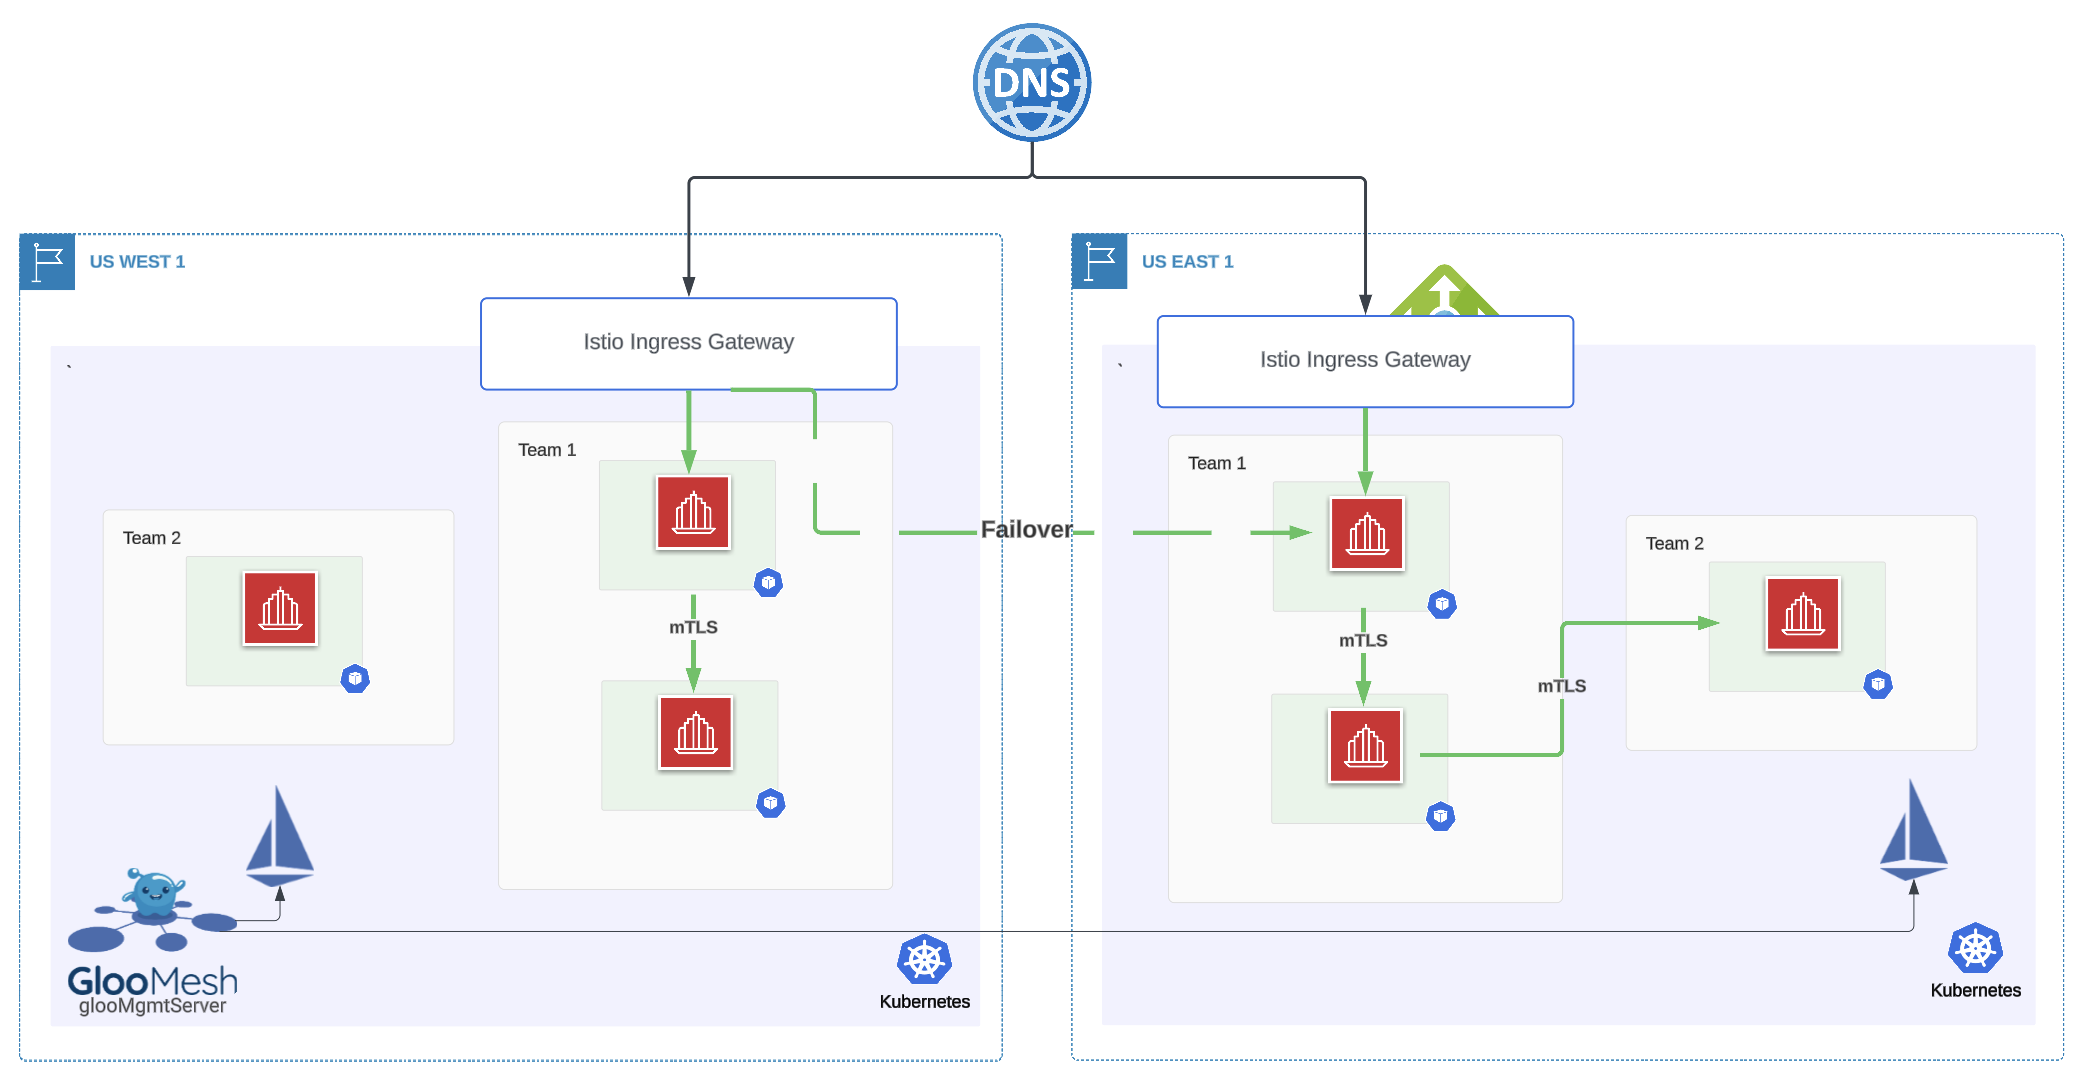 DNS
US WEST 1
US EAST 1
Istio Ingress Gateway
Istio Ingress Gateway
`
`
Team 1
Team 1
Team 2
Team 2
Failover
mTLS
mTLS
mTLS
GlooMesh
glooMgmtServer
Kubernetes
Kubernetes